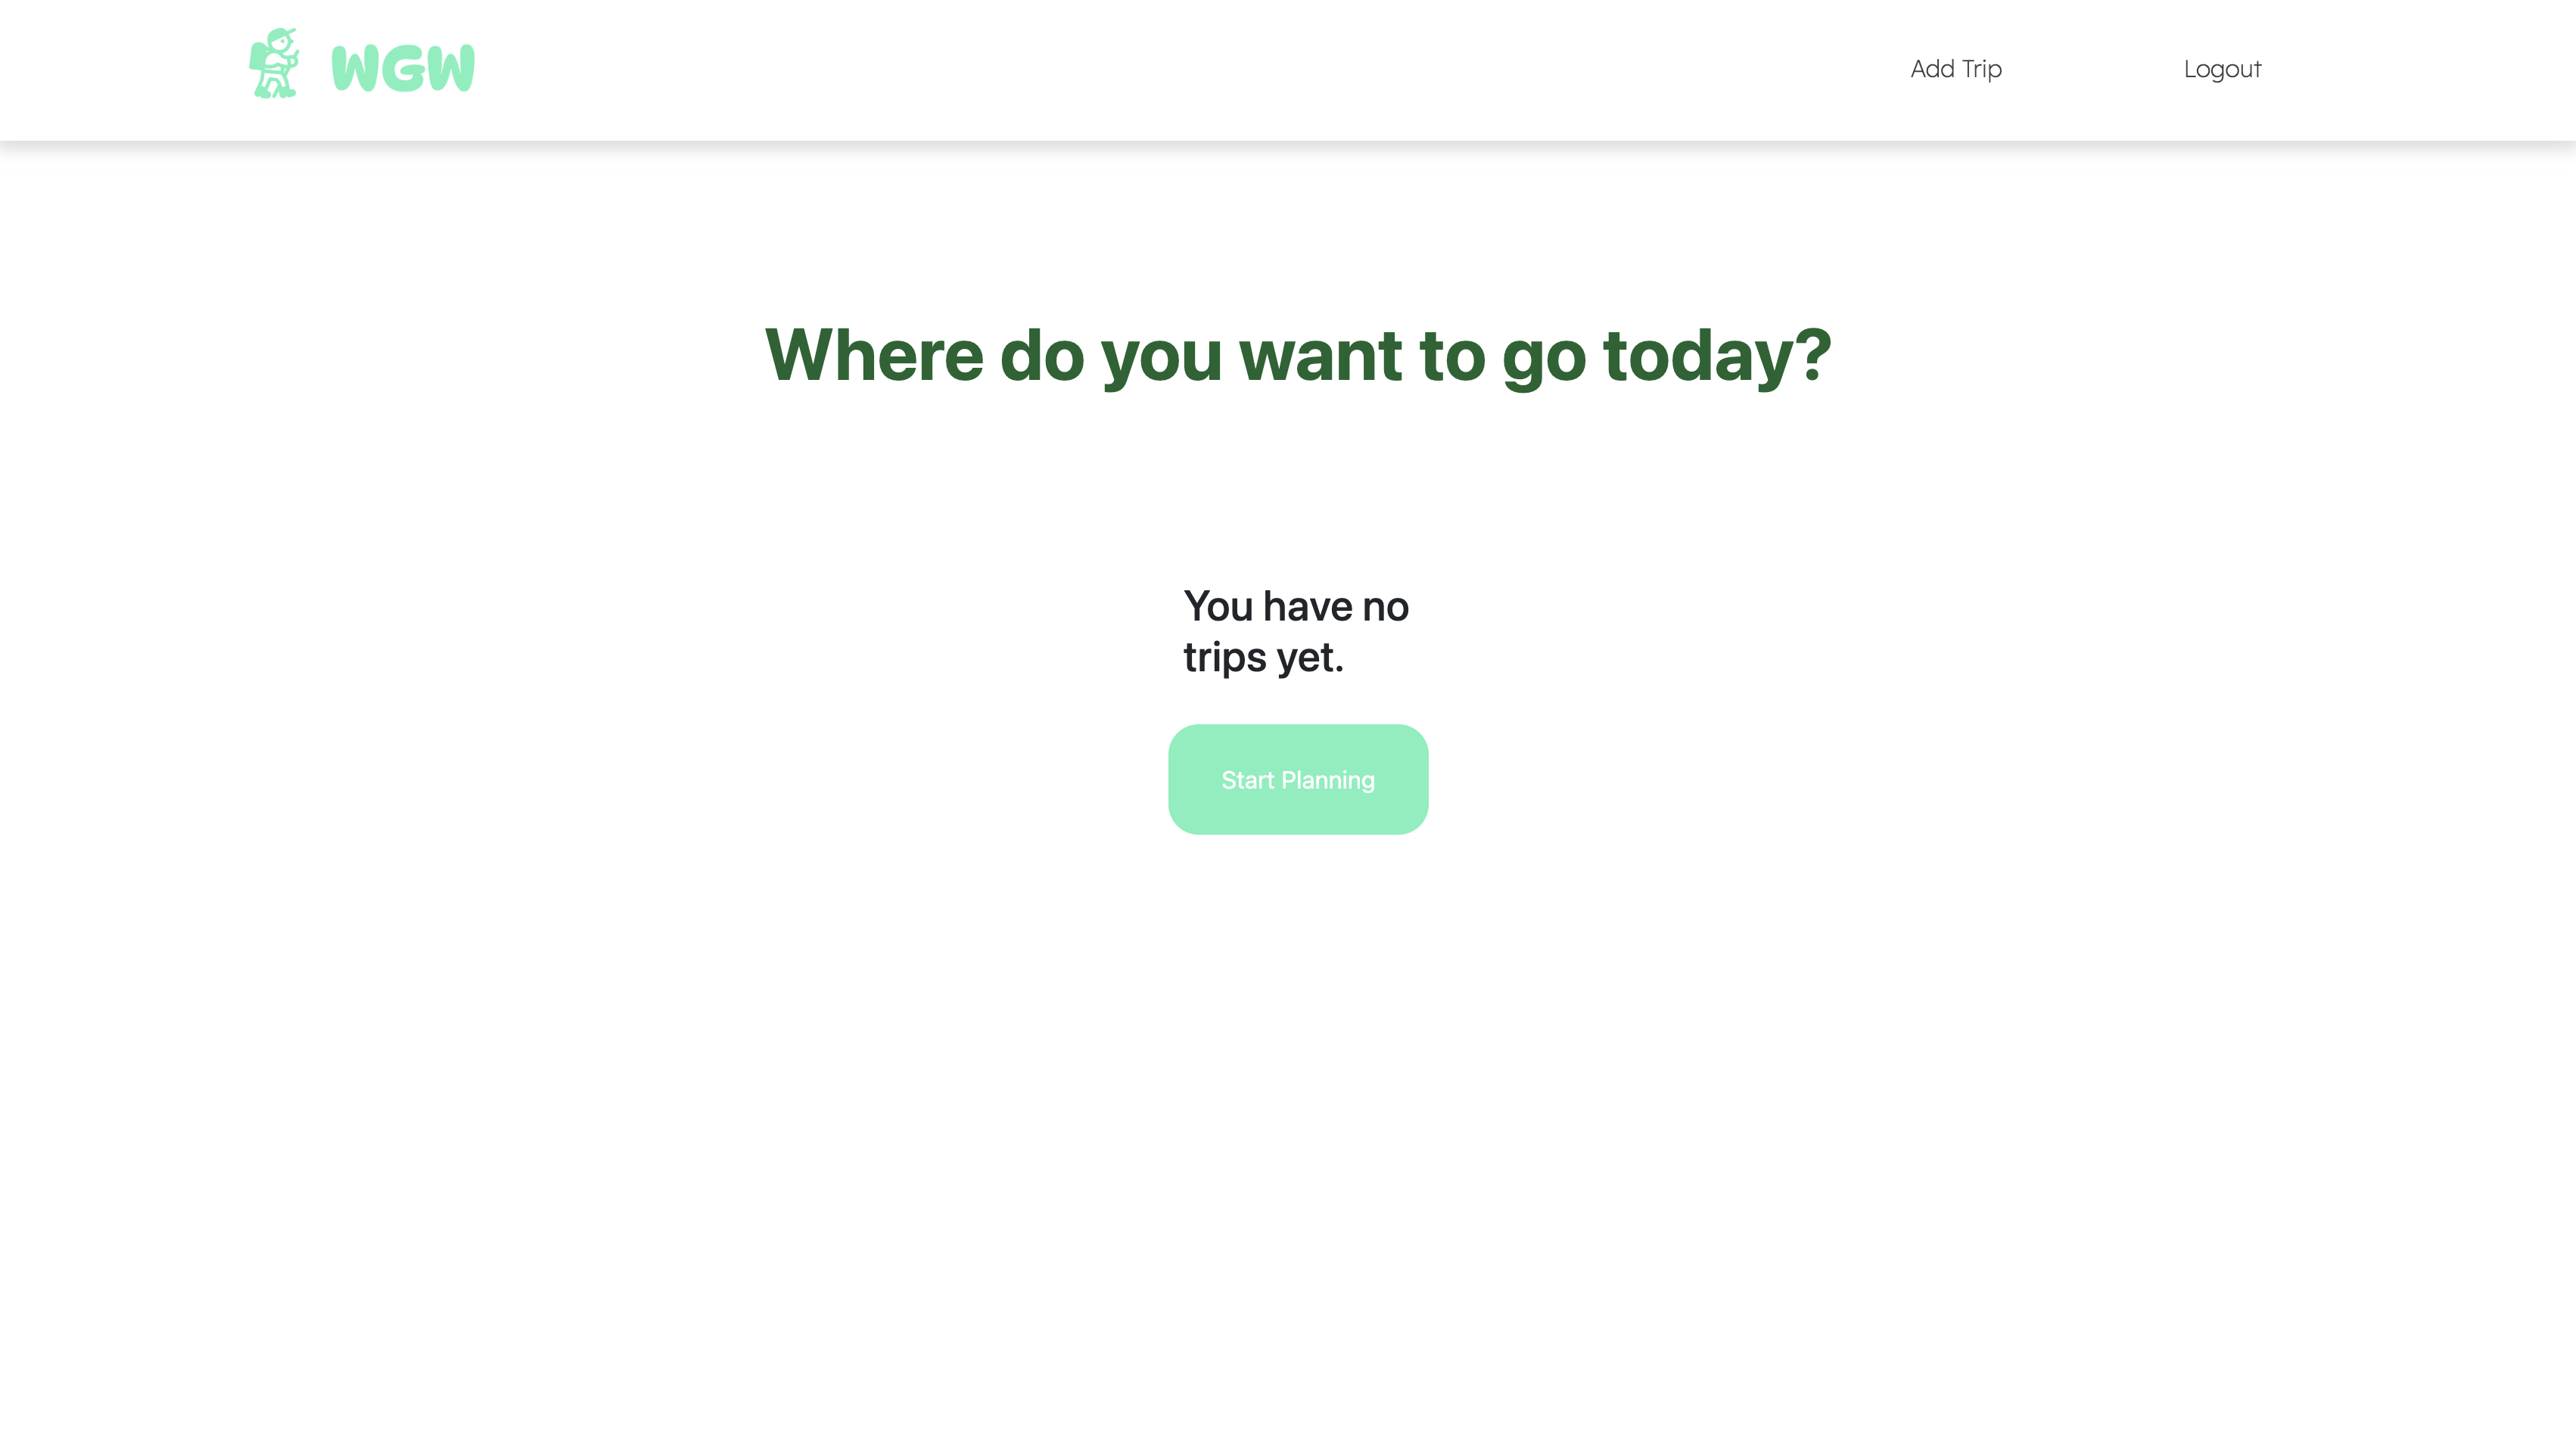 WGW
Add Trip
Logout
Where do you want to go today?
You have no
trips yet.
Start Planning